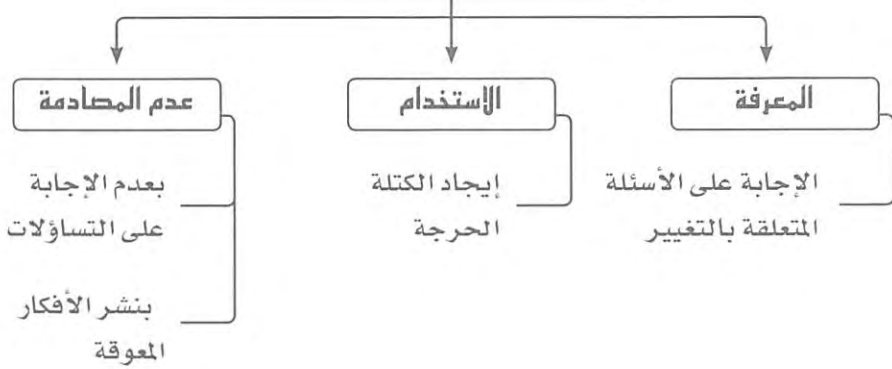 المعرفة
الإجابة على الأسئلة
المتعلقة بالتغيير
الإستخدام
إيجاد الكتلة
الحرجة
عدم المصادمة
بعدم الإجابة
على التساؤلات
بنشر الأفكار
المعوقة